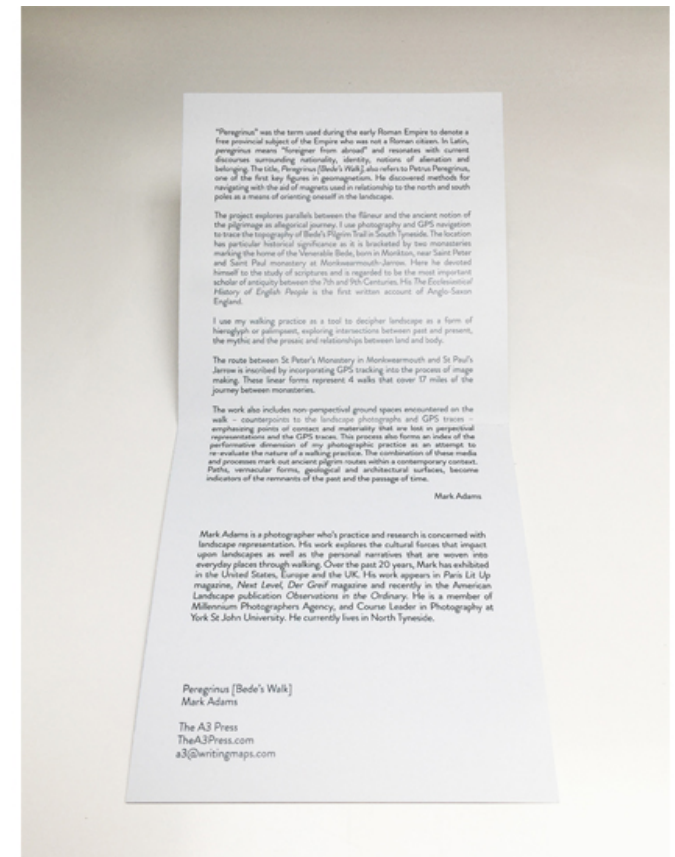 "Peregrinus" was the term used during the early Roman Empire to denote a
free provincial subject of the Empire who was not a Roman citizen. In Latin,
peregrinus means "foreigner from abroad" and resonates with current
discourses surrounding nationality, identity, notions of alienation and
belonging. The title, Peregrinus [Bede's Walk], also refers to Petrus Peregrinus,
one of the first key figures in geomagnetism. He discovered methods for
navigating with the aid of magnets used in relationship to the north and south
poles as a means of orienting oneself in the landscape.
The project explores parallels between the flâneur and the ancient notion of
the pilgrimage as allegorical journey. I use photography and GPS navigation
to trace the topography of Bede's Pilgrim Trail in South Tyneside. The location
has particular historical significance as it is bracketed by two monasteries
marking the home of the Venerable Bede, born in Monkton, near Saint Peter
and Saint Paul monastery at Monkwearmouth-Jarrow. Here he devoted
himself to the study of scriptures and is regarded to be the most important
scholar of antiquity between the 7th and 9th Centuries. His The Ecclesiastical
History of English People is the first written account of Anglo-Saxon
England.
I use my walking practice as a tool to decipher landscape as a form of
hieroglyph or palimpsest, exploring intersections between past and present,
the mythic and the prosaic and relationships between land and body.
The route between St Peter's Monastery in Monkwearmouth and St Paul's
Jarrow is inscribed by incorporating GPS tracking into the process of image
making. These linear forms represent 4 walks that cover 17 miles of the
journey between monasteries.
The work also includes non-perspectival ground spaces encountered on the
walk – counterpoints to the landscape photographs and GPS traces –
emphasizing points of contact and materiality that are lost in perpectival
representations and the GPS traces. This process also forms an index of the
performative dimension of my photographic practice as an attempt to
re-evaluate the nature of a walking practice. The combination of these media
and processes mark out ancient pilgrim routes within a contemporary context.
Paths, vernacular forms, geological and architectural surfaces, become
indicators of the remnants of the past and the passage of time.
Mark Adams
Mark Adams is a photographer who's practice and research is concerned with
landscape representation. His work explores the cultural forces that impact
upon landscapes as well as the personal narratives that are woven into
everyday places through walking. Over the past 20 years, Mark has exhibited
in the United States, Europe and the UK. His work appears in Paris Lit Up
magazine, Next Level, Der Greif magazine and recently in the American
Landscape publication Observations in the Ordinary. He is a member of
Millennium Photographers Agency, and Course Leader in Photography at
York St John University. He currently lives in North Tyneside.
Peregrinus [Bede's Walk]
Mark Adams
The A3 Press
TheA3Press.com
a3@writingmaps.com